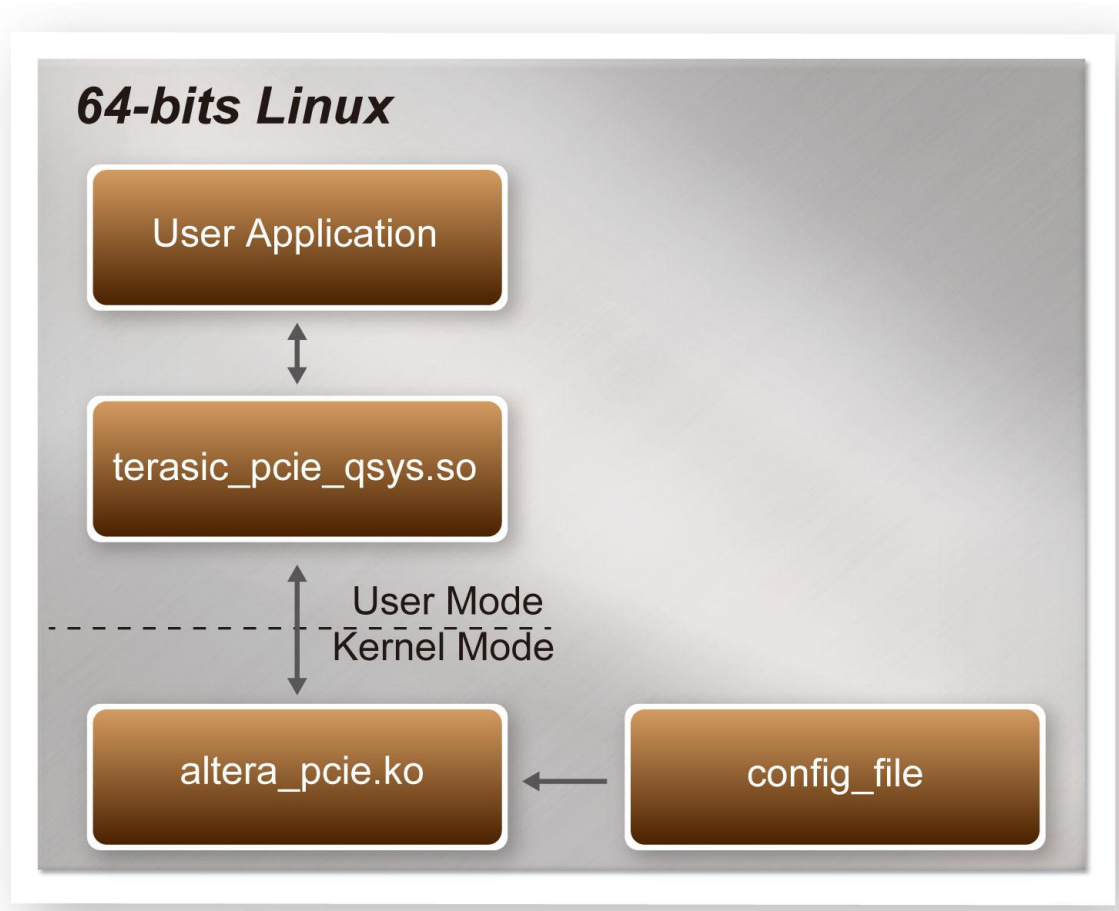 64-bits Linux
User Application
terasic_pcie_qsys.so
User Mode
Kernel Mode
altera_pcie.ko
config_file